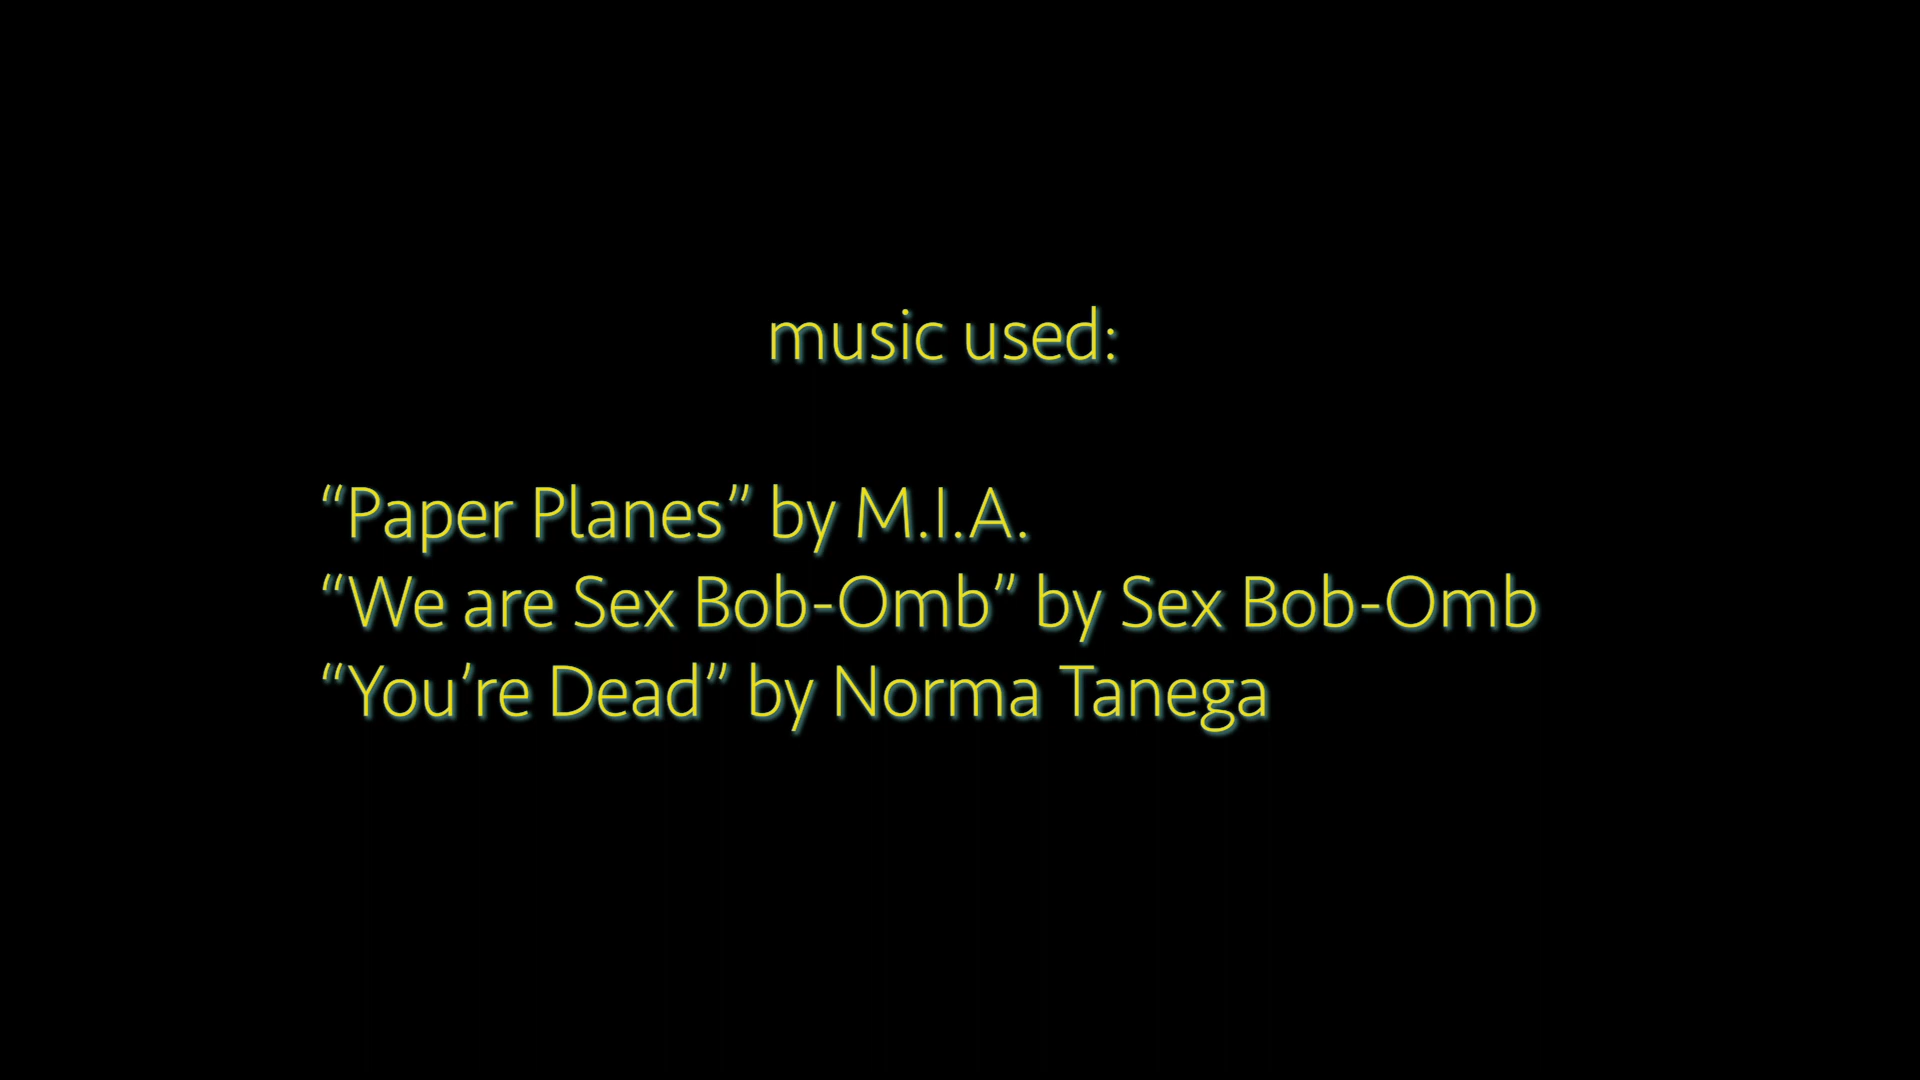 music used:
“Paper Planes” by M.I.A.
“We are Sex Bob-Omb” by Sex Bob-Omb
“You’re Dead” by Norma Tanega